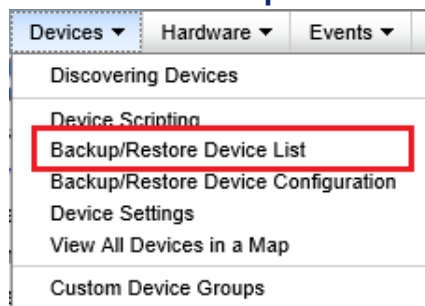 Devices ▼ Hardware ▼ Events ▼
Discovering Devices
Device Scripting
Backup/Restore Device List
Backup/Restore Device Configuration
Device Settings
View All Devices in a Map
Custom Device Groups